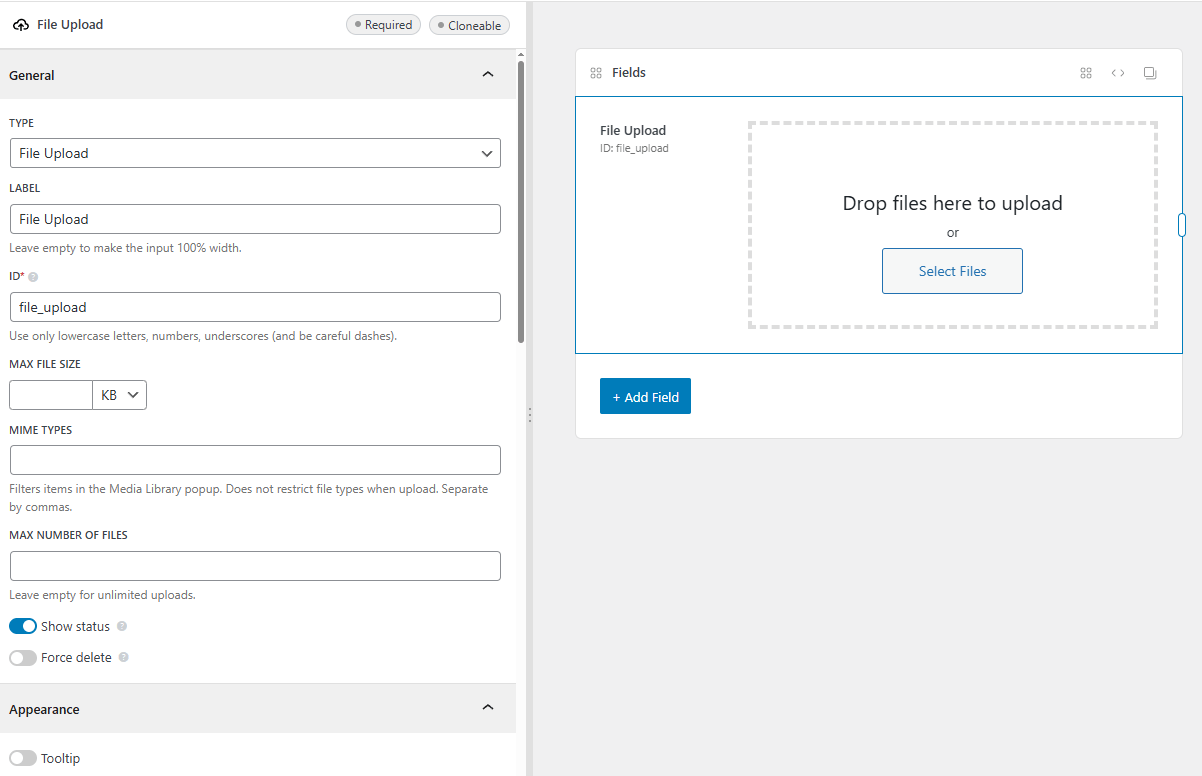 File Upload
Required
Cloneable
General
TYPE
File Upload
LABEL
File Upload
Leave empty to make the input 100% width.
ID*
file_upload
Use only lowercase letters, numbers, underscores (and be careful dashes).
MAX FILE SIZE
KB
MIME TYPES
Filters items in the Media Library popup. Does not restrict file types when upload. Separate
by commas.
MAX NUMBER OF FILES
Leave empty for unlimited uploads.
Show status
Force delete
Appearance
Tooltip
Fields
File Upload
ID: file_upload
Drop files here to upload
or
Select Files
+ Add Field